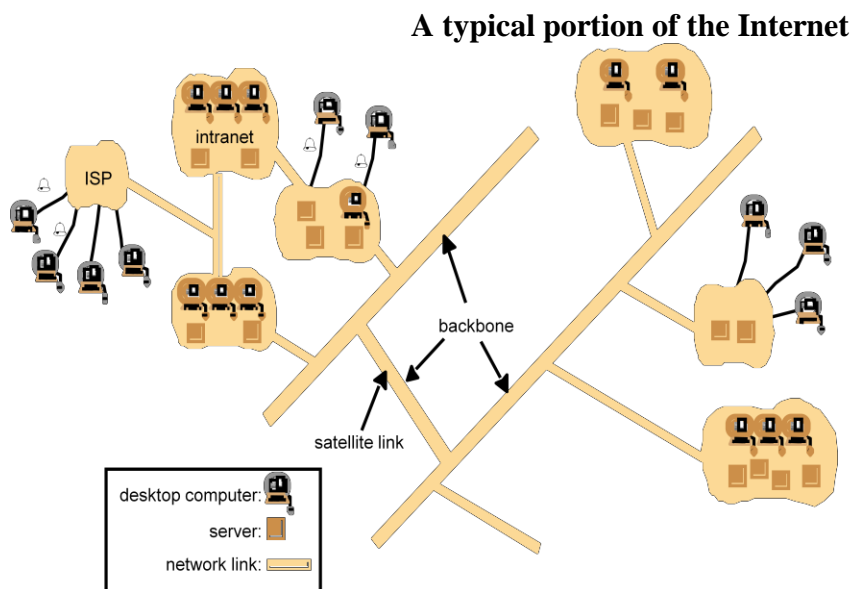 A typical portion of the Internet
intranet
ISP
backbone
satellite link
desktop computer:
server:
network link: